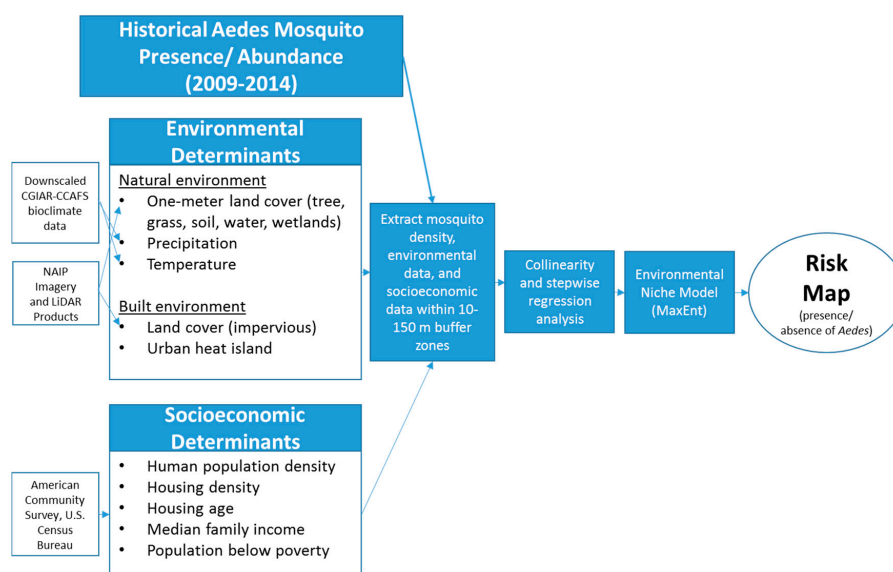 Historical Aedes Mosquito
Presence/ Abundance
(2009-2014)
Environmental
Determinants
Natural environment
• One-meter land cover (tree,
grass, soil, water, wetlands)
• Precipitation
• Temperature
Built environment
• Land cover (impervious)
• Urban heat island
Downscaled
CGIAR-CCAFS
bioclimate
data
NAIP
Imagery
and LiDAR
Products
Socioeconomic
Determinants
• Human population density
• Housing density
• Housing age
• Median family income
• Population below poverty
American
Community
Survey, U.S.
Census
Bureau
Extract mosquito
density,
environmental
data, and
socioeconomic
data within 10-
150 m buffer
zones
Collinearity
and stepwise
regression
analysis
Environmental
Niche Model
(MaxEnt)
Risk
Map
(presence/
absence of Aedes)